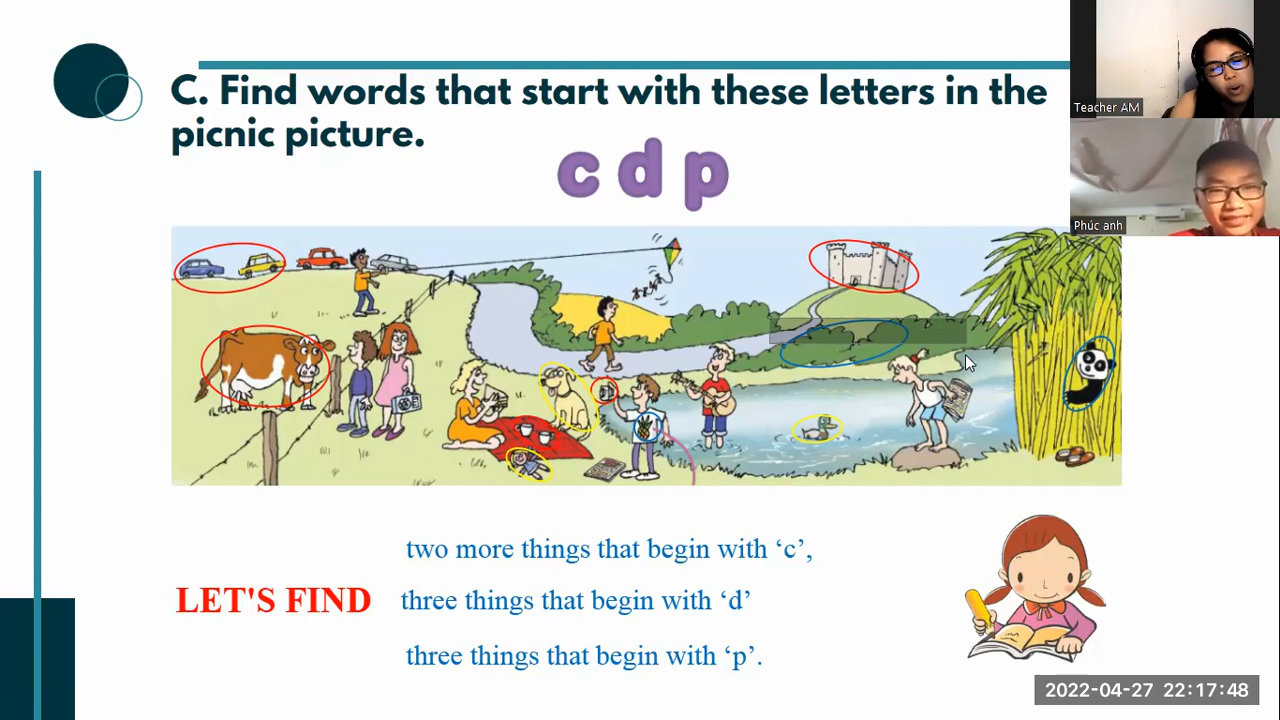 C. Find words that start with these letters in the
picnic picture.
c d p
two more things that begin with ‘c’,
LET'S FIND three things that begin with ‘d’
three things that begin with ‘p’.
Teacher AM
Phúc anh
2022-04-27 22:17:48